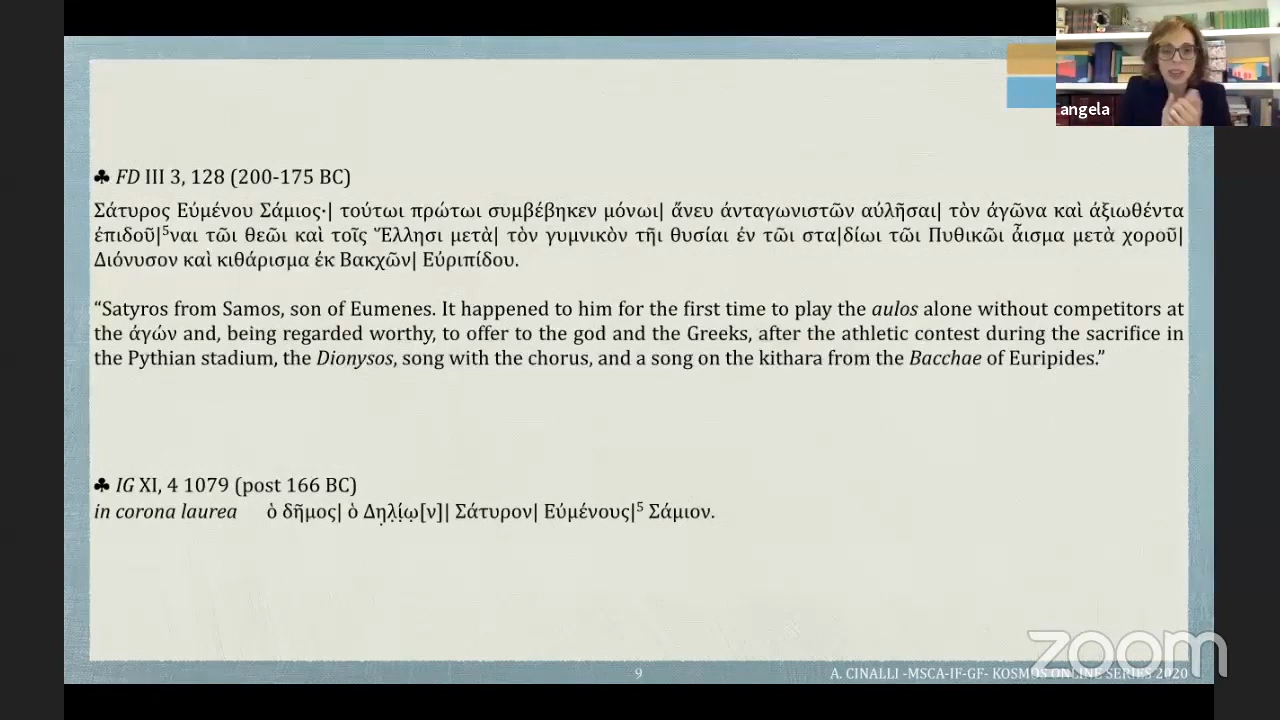 angela
♣ FD III 3, 128 (200-175 BC)
Σάτυρος Εὐμένου Σάμιος·| τούτωι πρώτωι συμβέβηκεν μόνωι| ἄνευ ἀνταγωνιστῶν αὐλῆσαι| τὸν ἀγῶνα καὶ ἀξιωθέντα
ἐπιδοῦ|⁵ναι τῶι θεῶι καὶ τοῖς Ἕλλησι μετὰ| τὸν γυμνικὸν τῆι θυσίαι ἐν τῶι στα|δίωι τῶι Πυθικῶι ἆισμα μετὰ χοροῦ|
Διόνυσον καὶ κιθάρισμα ἐκ Βακχῶν| Εὐριπίδου.
“Satyros from Samos, son of Eumenes. It happened to him for the first time to play the aulos alone without competitors at
the ἀγών and, being regarded worthy, to offer to the god and the Greeks, after the athletic contest during the sacrifice in
the Pythian stadium, the Dionysos, song with the chorus, and a song on the kithara from the Bacchae of Euripides.”
♣ IG XI, 4 1079 (post 166 BC)
in corona laurea ὁ δῆμος| ὁ Δη̣λ̣ί̣ω̣[ν]| Σάτυρον| Εὐμένους|⁵ Σάμιον.
9
A. CINALLI -MSCA-IF-GF- KOSMOS ONLINE SERIES 2020
zoom